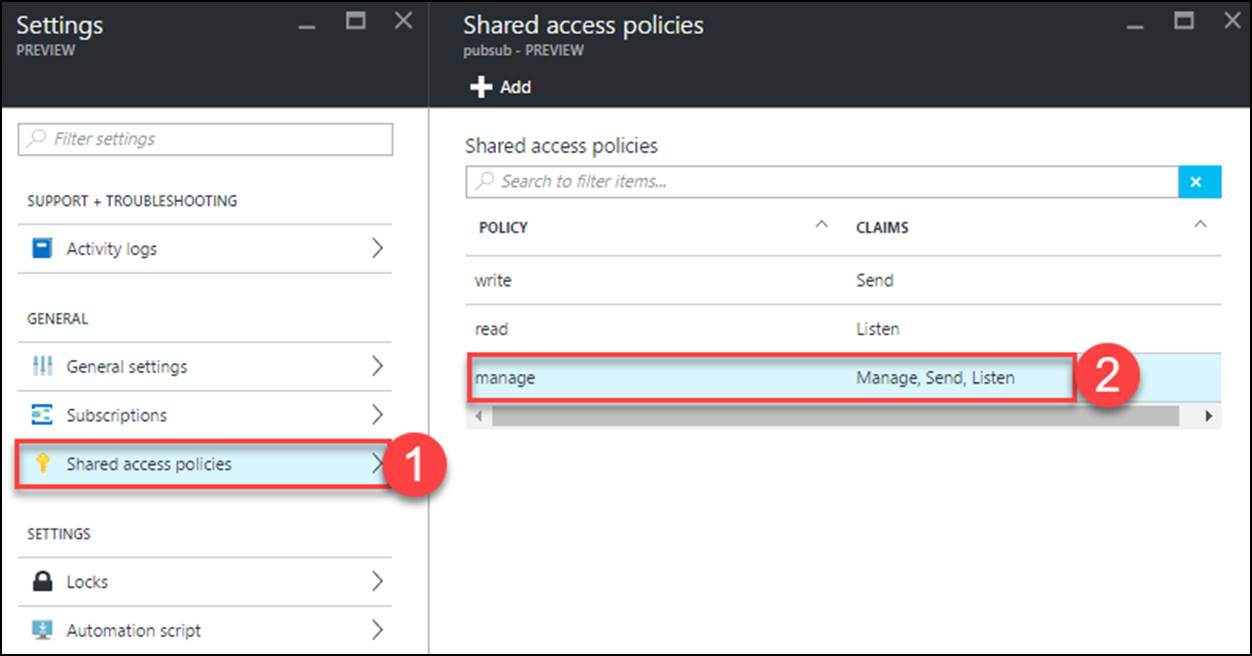 Settings
PREVIEW
Filter settings
SUPPORT + TROUBLESHOOTING
Activity logs
GENERAL
General settings
Subscriptions
Shared access policies
1
SETTINGS
Locks
Automation script
Shared access policies
pubsub - PREVIEW
Add
Shared access policies
Search to filter items...
POLICY CLAIMS
write Send
read Listen
manage Manage, Send, Listen
2